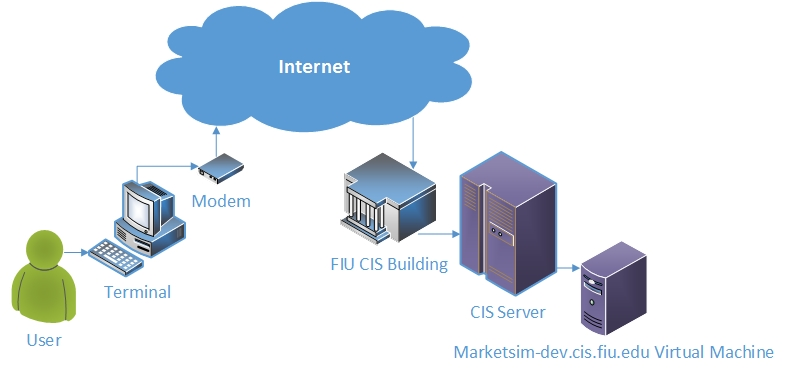 Internet
Modem
Terminal
User
FIU CIS Building
CIS Server
Marketsim-dev.cis.fiu.edu Virtual Machine